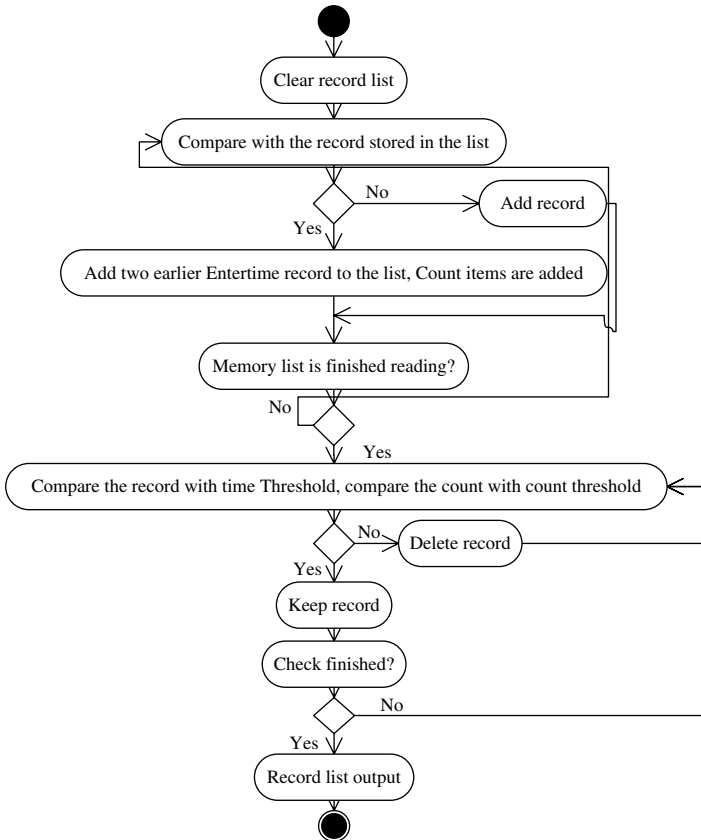 Clear record list
Compare with the record stored in the list
No
Add record
Yes
Add two earlier Entertime record to the list, Count items are added
Memory list is finished reading?
No
Yes
Compare the record with time Threshold, compare the count with count threshold
No
Delete record
Yes
Keep record
Check finished?
No
Yes
Record list output